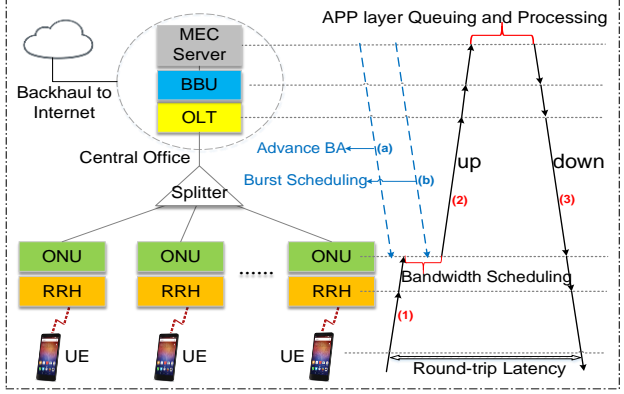 APP layer Queuing and Processing
MEC
Server
BBU
OLT
Backhaul to
Internet
Central Office
Splitter
Advance BA
(a)
Burst Scheduling
(b)
up
down
(2)
(3)
ONU
ONU
......
ONU
RRH
RRH
RRH
Bandwidth Scheduling
(1)
UE
UE
UE
Round-trip Latency